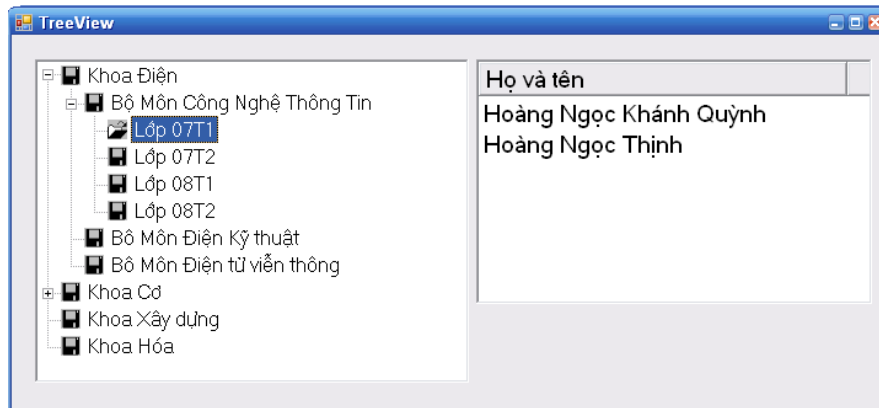 TreeView
Khoa Điện
Bộ Môn Công Nghệ Thông Tin
Lớp 07T1
Lớp 07T2
Lớp 08T1
Lớp 08T2
Bô Môn Điện Kỹ thuật
Bô Môn Điện tử viễn thông
Khoa Cơ
Khoa Xây dựng
Khoa Hóa
Họ và tên
Hoàng Ngọc Khánh Quỳnh
Hoàng Ngọc Thịnh